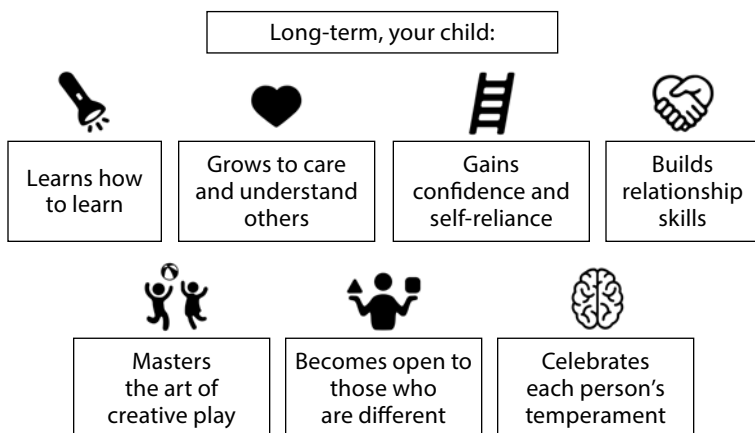 Long-term, your child:
Learns how
to learn
Grows to care
and understand
others
Gains
confidence and
self-reliance
Builds
relationship
skills
Masters
the art of
creative play
Becomes open to
those who
are different
Celebrates
each person’s
temperament